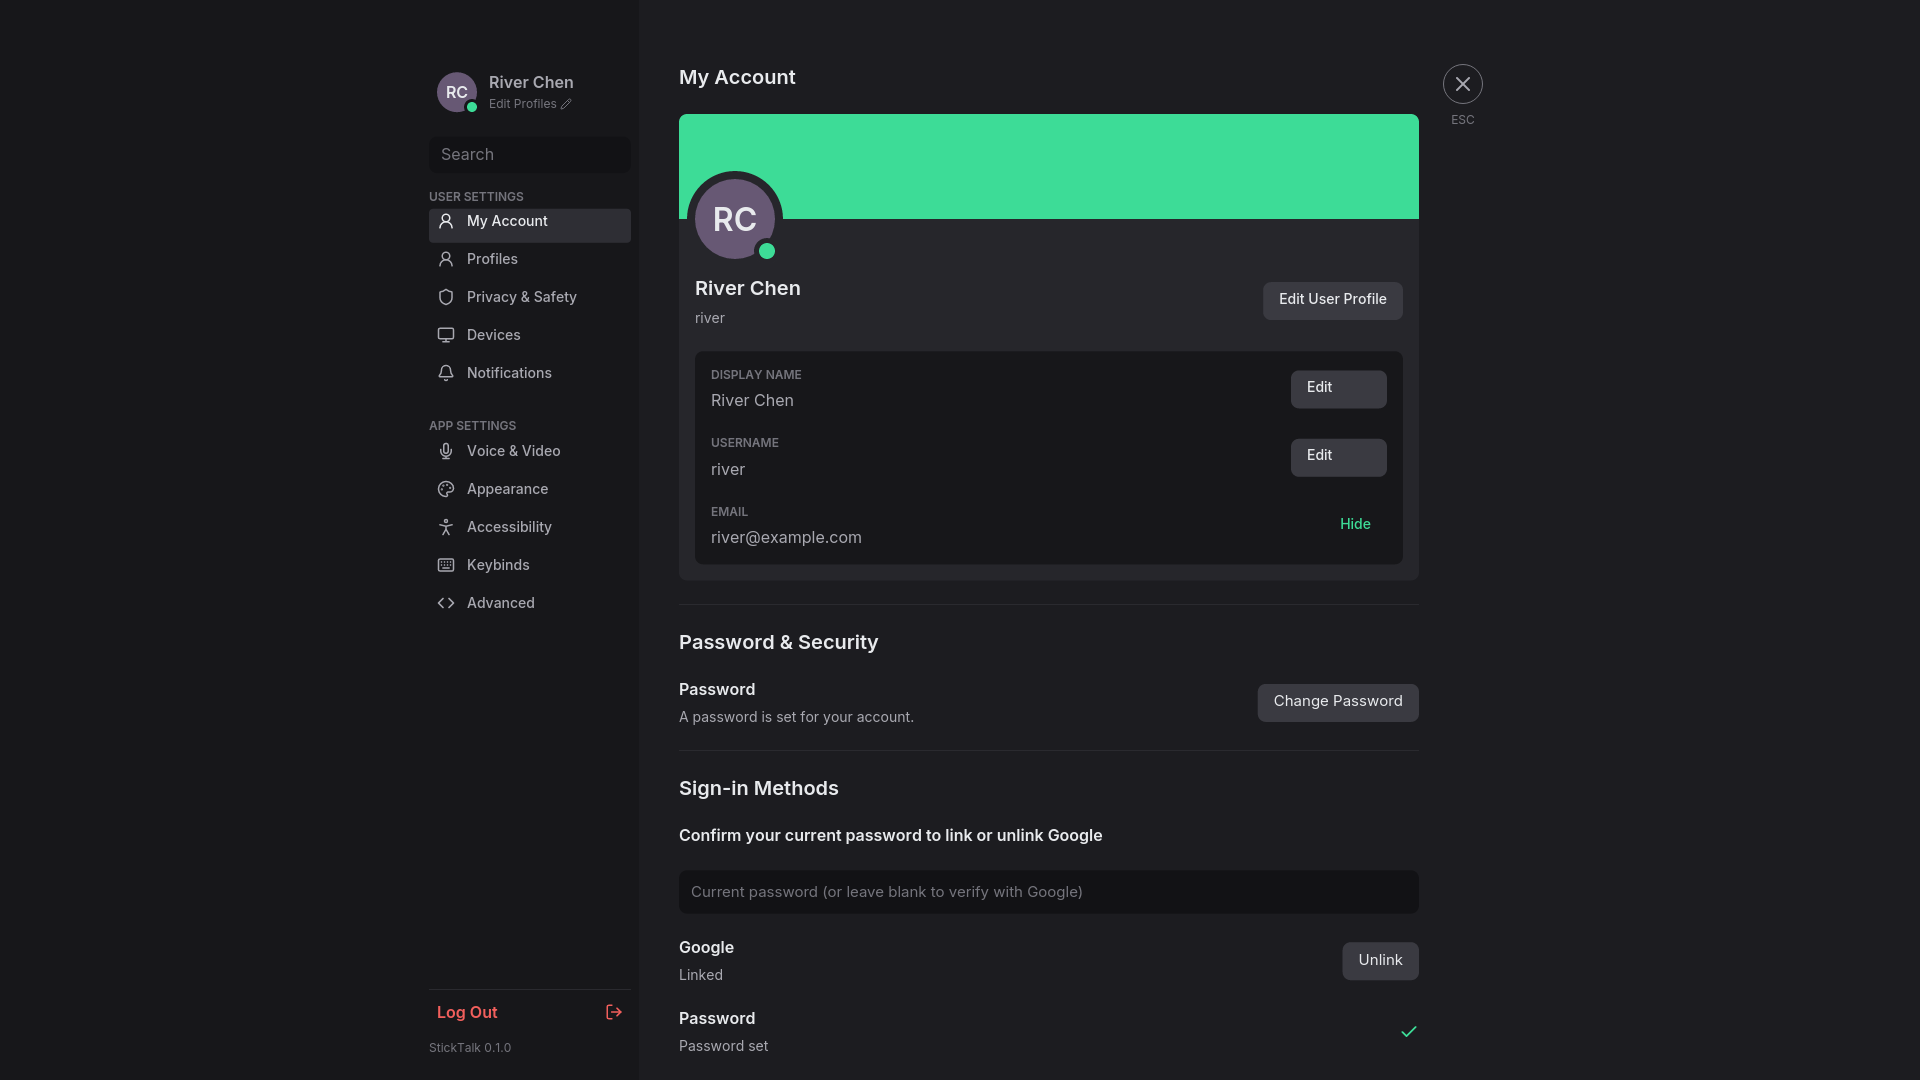 RC
River Chen
Edit Profiles
Search
USER SETTINGS
My Account
Profiles
Privacy & Safety
Devices
Notifications
APP SETTINGS
Voice & Video
Appearance
Accessibility
Keybinds
Advanced
Log Out
StickTalk 0.1.0
My Account
ESC
RC
River Chen
river
Edit User Profile
DISPLAY NAME
River Chen
Edit
USERNAME
river
Edit
EMAIL
river@example.com
Hide
Password & Security
Password
A password is set for your account.
Change Password
Sign-in Methods
Confirm your current password to link or unlink Google
Current password (or leave blank to verify with Google)
Google
Linked
Unlink
Password
Password set